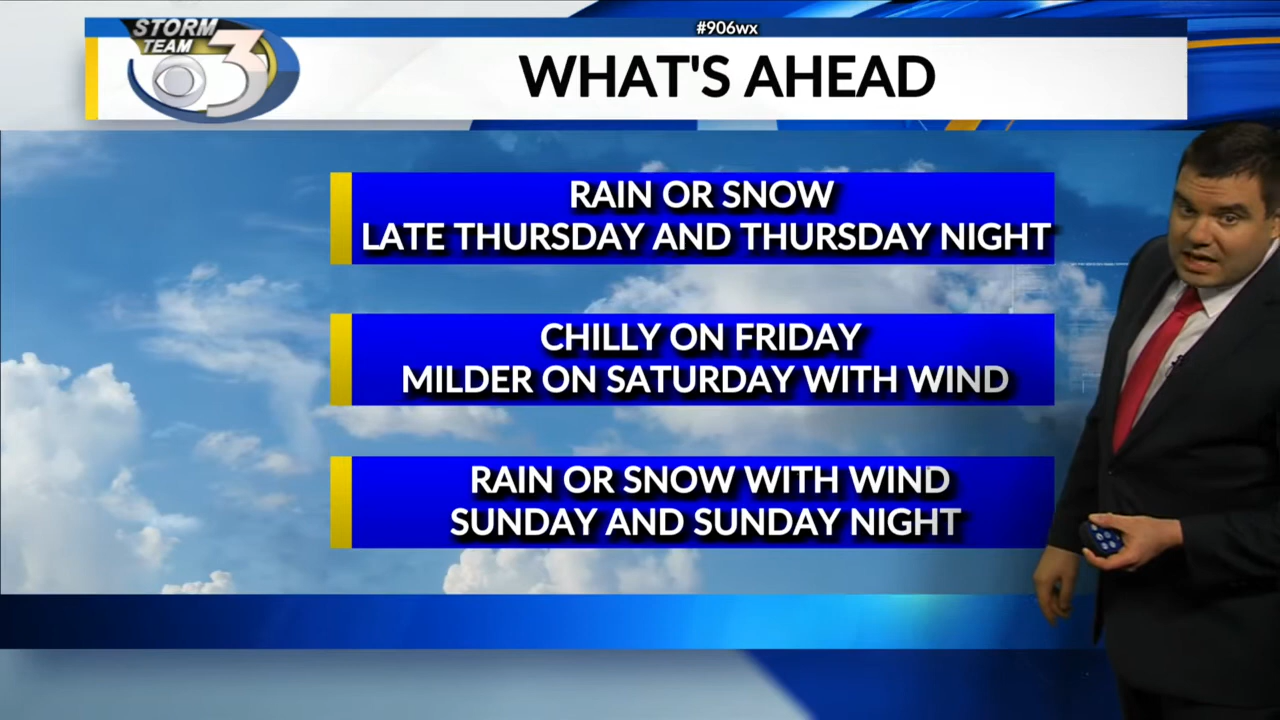 #906wx
STORM
TEAM
3
WHAT'S AHEAD
RAIN OR SNOW
LATE THURSDAY AND THURSDAY NIGHT
CHILLY ON FRIDAY
MILDER ON SATURDAY WITH WIND
RAIN OR SNOW WITH WIND
SUNDAY AND SUNDAY NIGHT